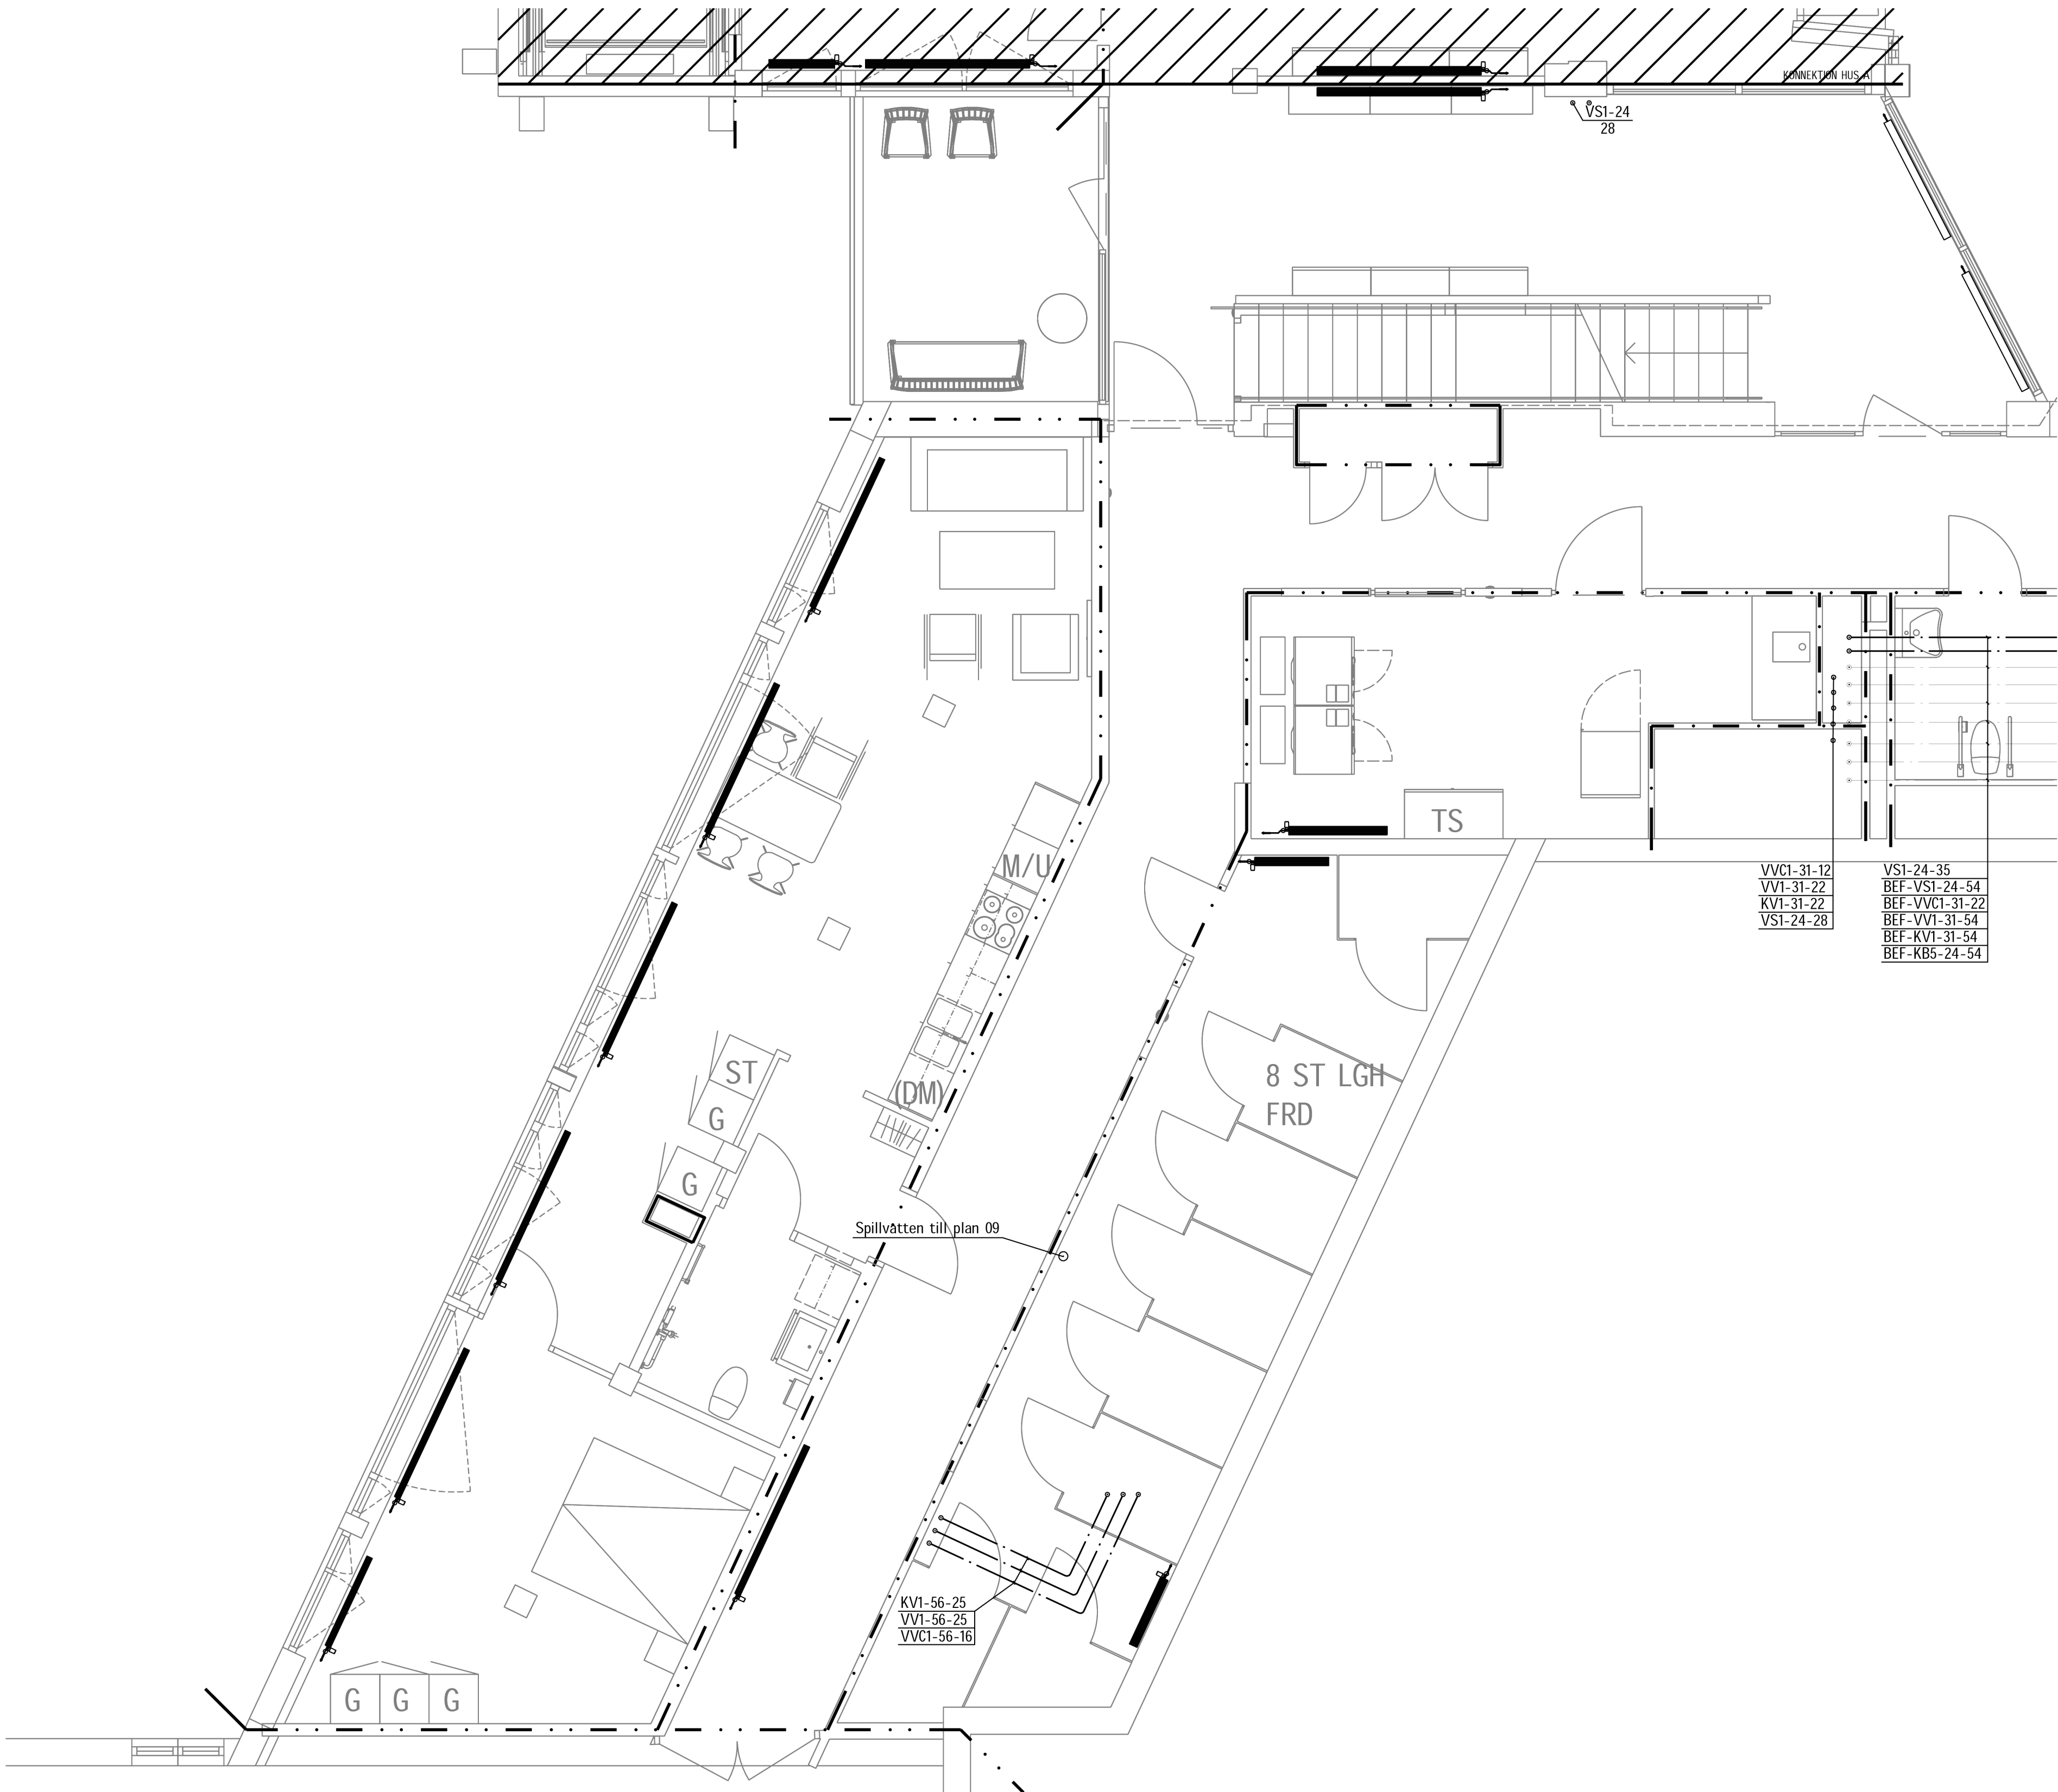 KONNEKTION HUS A
VS1-24
28
M/U
TS
VVC1-31-12
VV1-31-22
KV1-31-22
VS1-24-28
VS1-24-35
BEF-VS1-24-54
BEF-VVC1-31-22
BEF-VV1-31-54
BEF-KV1-31-54
BEF-KB5-24-54
ST
G
(DM)
8 ST LGH
FRD
G
Spillvatten till plan 09
KV1-56-25
VV1-56-25
VVC1-56-16
G G G